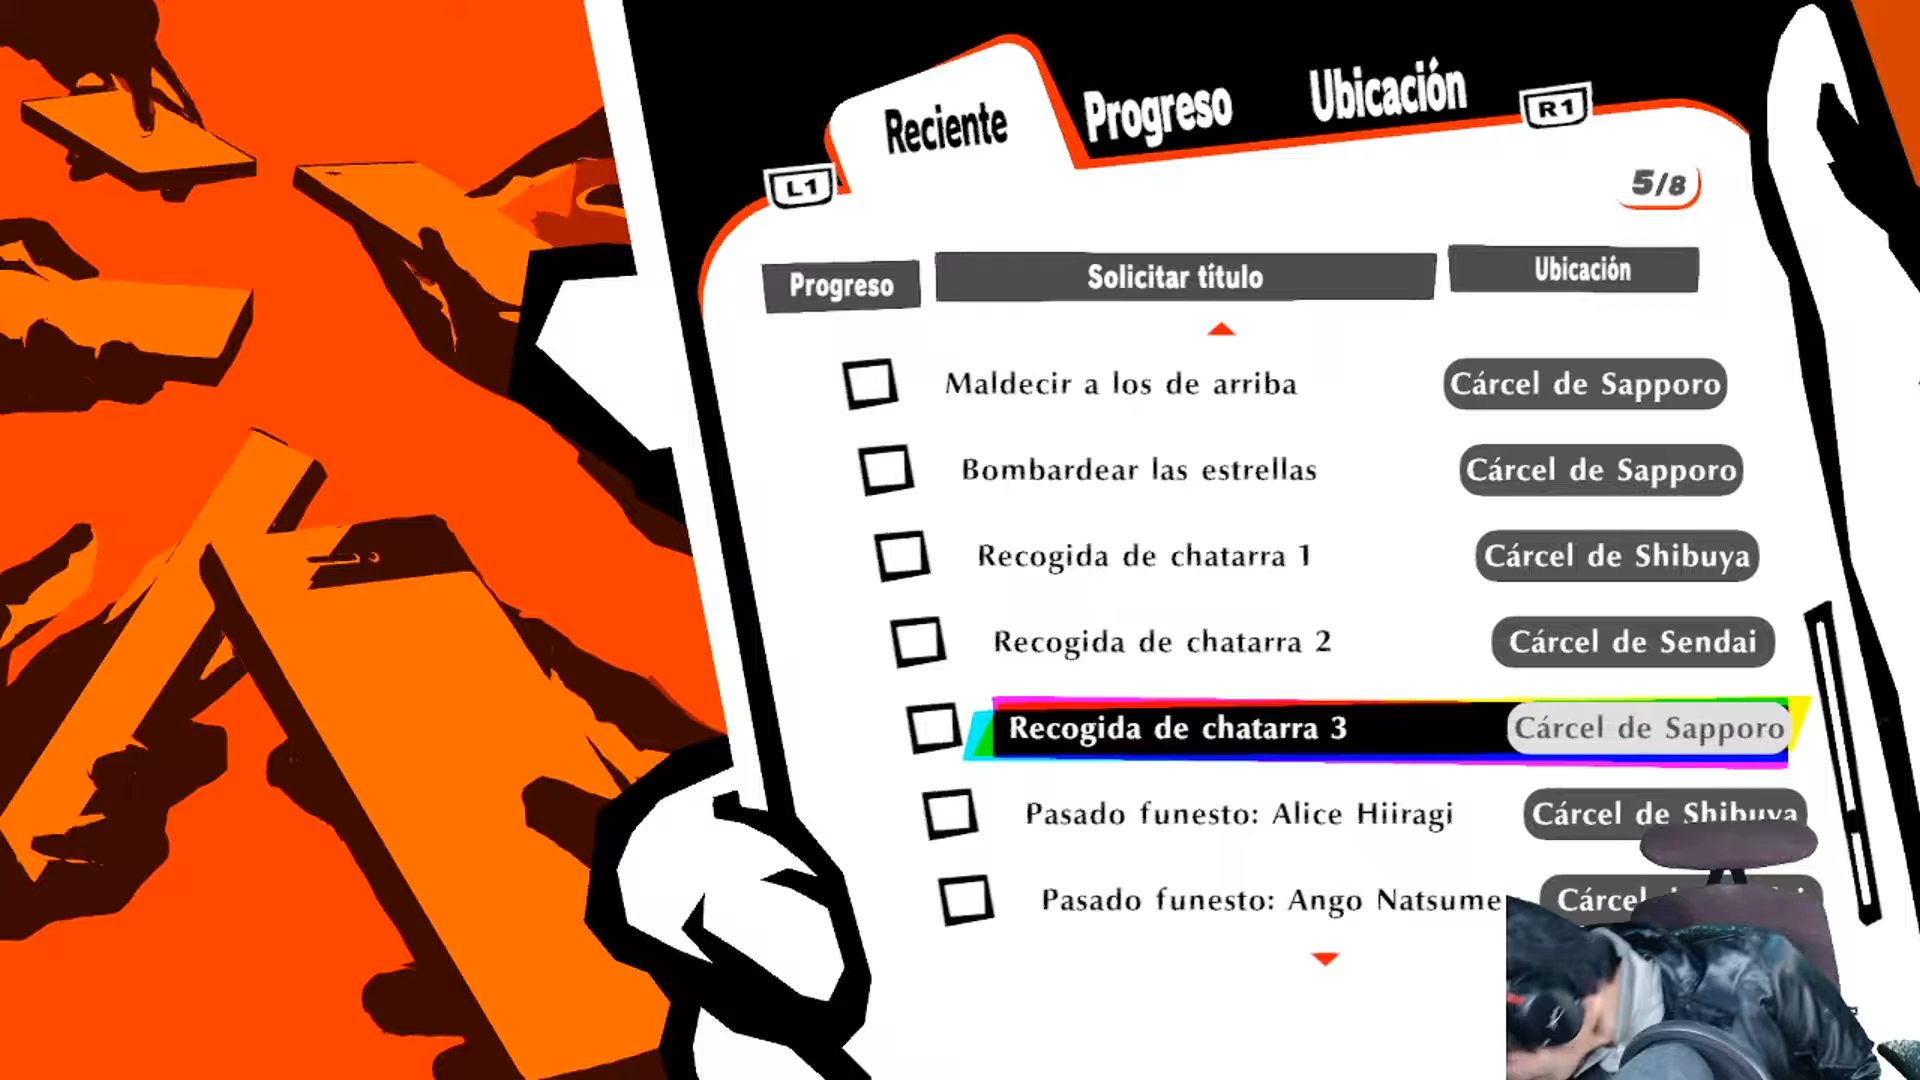 Reciente
Progreso
Ubicación
R1
L1
5/8
Progreso
Solicitar título
Ubicación
Maldecir a los de arriba
Cárcel de Sapporo
Bombardear las estrellas
Cárcel de Sapporo
Recogida de chatarra 1
Cárcel de Shibuya
Recogida de chatarra 2
Cárcel de Sendai
Recogida de chatarra 3
Cárcel de Sapporo
Pasado funesto: Alice Hiiragi
Cárcel de Shibuya
Pasado funesto: Ango Natsume
Cárcel